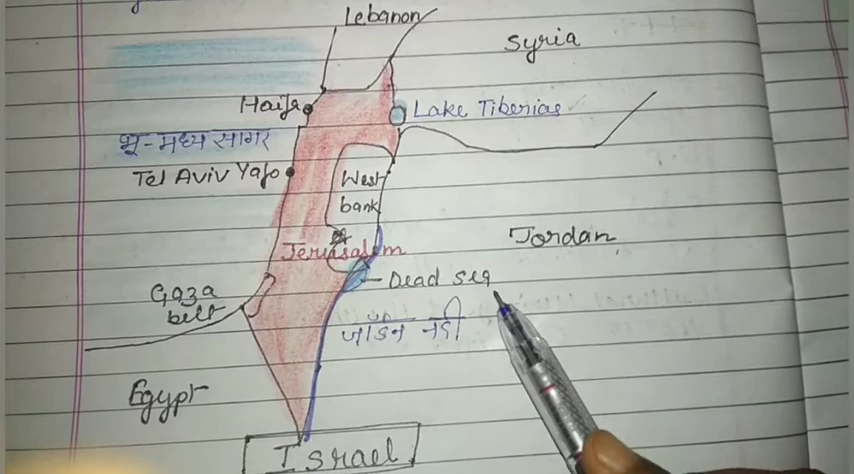 Lebanon
Syria
Haifa
Lake Tiberias
भू-मध्य सागर
Tel Aviv Yafo
West
bank
Jerusalem
Jordan
Dead sea
Gaza
belt
जॉर्डन नदी
Egypt
Israel